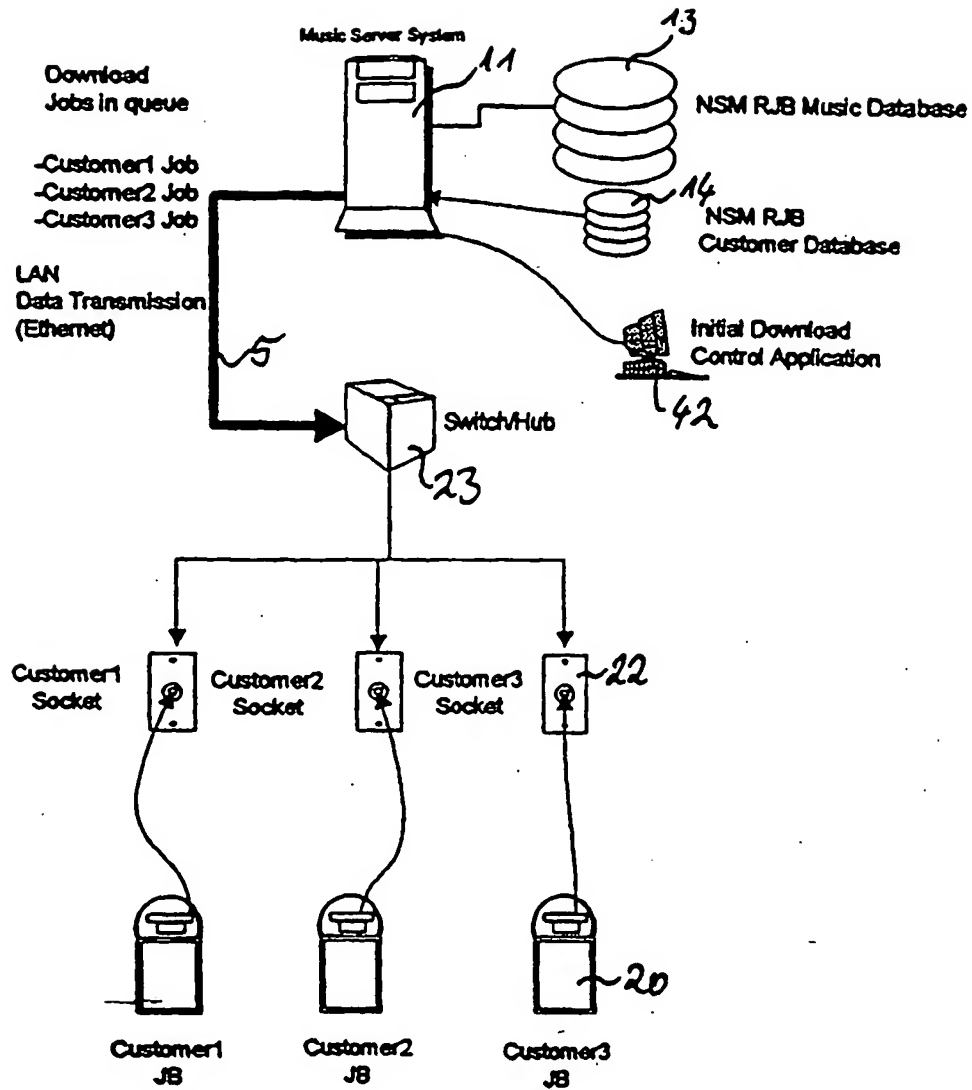 Music Server System
11
13
Download
Jobs in queue
NSM RJB Music Database
-Customer1 Job
-Customer2 Job
-Customer3 Job
14
NSM RJB
Customer Database
LAN
Data Transmission
(Ethernet)
5
Initial Download
Control Application
42
Switch/Hub
23
Customer1
Socket
Customer2
Socket
Customer3
Socket
22
20
Customer1
JB
Customer2
JB
Customer3
JB